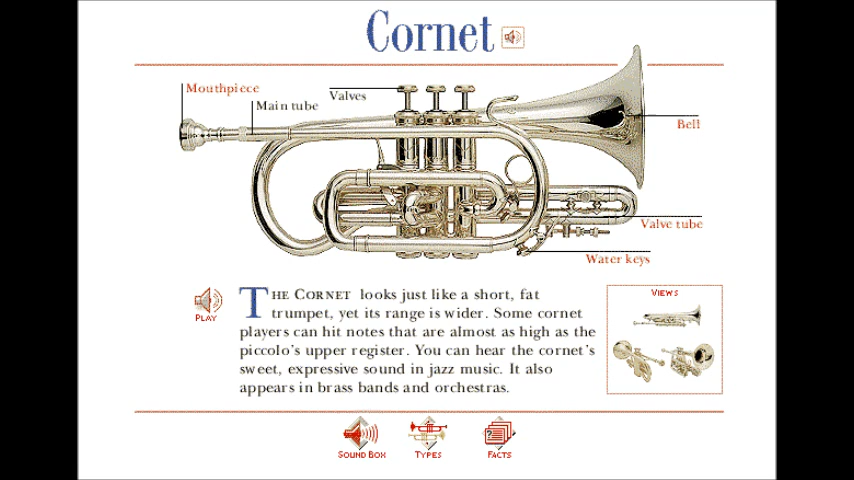 Cornet
Mouthpiece
Main tube
Valves
Bell
Valve tube
Water keys
PLAY
THE CORNET looks just like a short, fat
trumpet, yet its range is wider. Some cornet
players can hit notes that are almost as high as the
piccolo's upper register. You can hear the cornet's
sweet, expressive sound in jazz music. It also
appears in brass bands and orchestras.
VIEWS
SOUND BOX
TYPES
FACTS